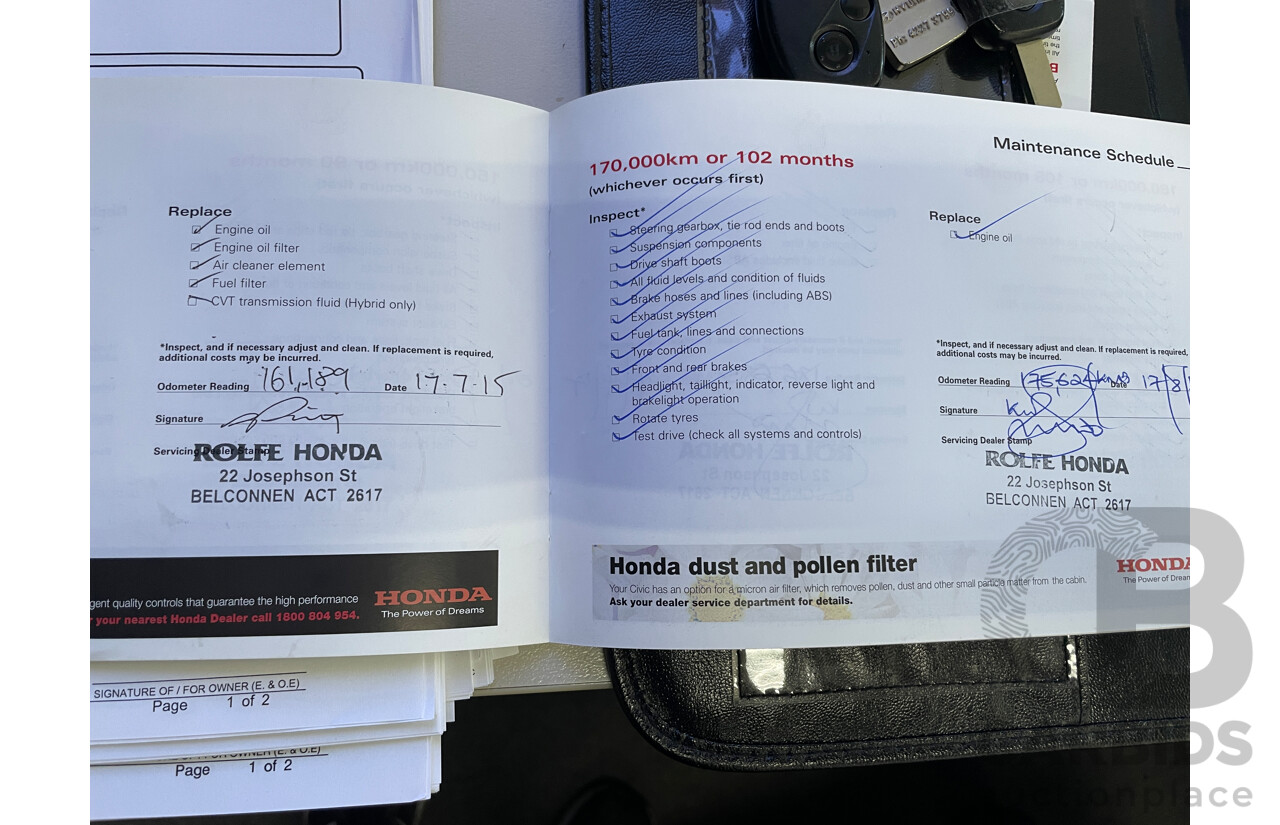 Replace
Engine oil
Engine oil filter
Air cleaner element
Fuel filter
CVT transmission fluid (Hybrid only)
*Inspect, and if necessary adjust and clean. If replacement is required,
additional costs may be incurred.
Odometer Reading 161,189 Date 17.7.15
Signature
Servicing Dealer Stamp
ROLFE HONDA
22 Josephson St
BELCONNEN ACT 2617
gent quality controls that guarantee the high performance
your nearest Honda Dealer call 1800 804 954.
HONDA
The Power of Dreams
SIGNATURE OF / FOR OWNER (E. & O.E)
Page 1 of 2
Page 1 of 2
Maintenance Schedule
170,000km or 102 months
(whichever occurs first)
Inspect*
Steering gearbox, tie rod ends and boots
Suspension components
Drive shaft boots
All fluid levels and condition of fluids
Brake hoses and lines (including ABS)
Exhaust system
Fuel tank, lines and connections
Tyre condition
Front and rear brakes
Headlight, taillight, indicator, reverse light and
brakelight operation
Rotate tyres
Test drive (check all systems and controls)
Replace
Engine oil
*Inspect, and if necessary adjust and clean. If replacement is required,
additional costs may be incurred.
Odometer Reading 175,624 kms Date 17/8/
Signature
Servicing Dealer Stamp
ROLFE HONDA
22 Josephson St
BELCONNEN ACT 2617
Honda dust and pollen filter
Your Civic has an option for a micron air filter, which removes pollen, dust and other small particle matter from the cabin.
Ask your dealer service department for details.
HONDA
The Power of Dream